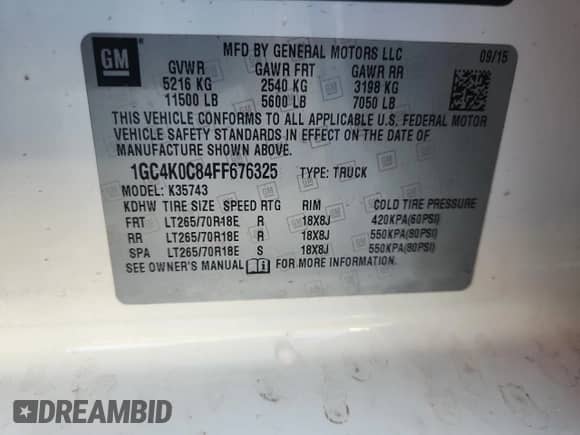 GM
MFD BY GENERAL MOTORS LLC
09/15
GVWR GAWR FRT GAWR RR
5216 KG 2540 KG 3198 KG
11500 LB 5600 LB 7050 LB
THIS VEHICLE CONFORMS TO ALL APPLICABLE U.S. FEDERAL MOTOR
VEHICLE SAFETY STANDARDS IN EFFECT ON THE DATE OF
MANUFACTURE SHOWN ABOVE.
1GC4K0C84FF676325 TYPE: TRUCK
MODEL: K35743
KDHW TIRE SIZE SPEED RTG RIM COLD TIRE PRESSURE
FRT LT265/70R18E R 18X8J 420KPA(60PSI)
RR LT265/70R18E R 18X8J 550KPA(80PSI)
SPA LT265/70R18E S 18X8J 550KPA(80PSI)
SEE OWNER'S MANUAL FOR MORE INFORMATION.
DREAMBID